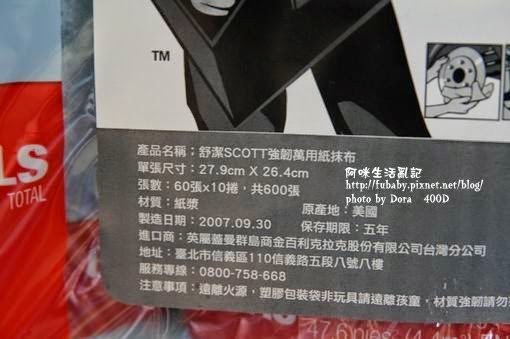 TM
產品名稱：舒潔SCOTT強韌萬用紙抹布
單張尺寸：27.9cm X 26.4cm
張數：60張x10捲，共600張
材質：紙漿 原產地：美國
製造日期：2007.09.30 保存期限：五年
進口商：英屬蓋曼群島商金百利克拉克股份有限公司台灣分公司
地址：臺北市信義區110信義路五段八號八樓
服務專線：0800-758-668
注意事項：遠離火源，塑膠包裝袋非玩具請遠離孩童，材質強韌請勿
阿咪生活亂記
http://fubaby.pixnet.net/blog/
photo by Dora 400D
LS
TOTAL